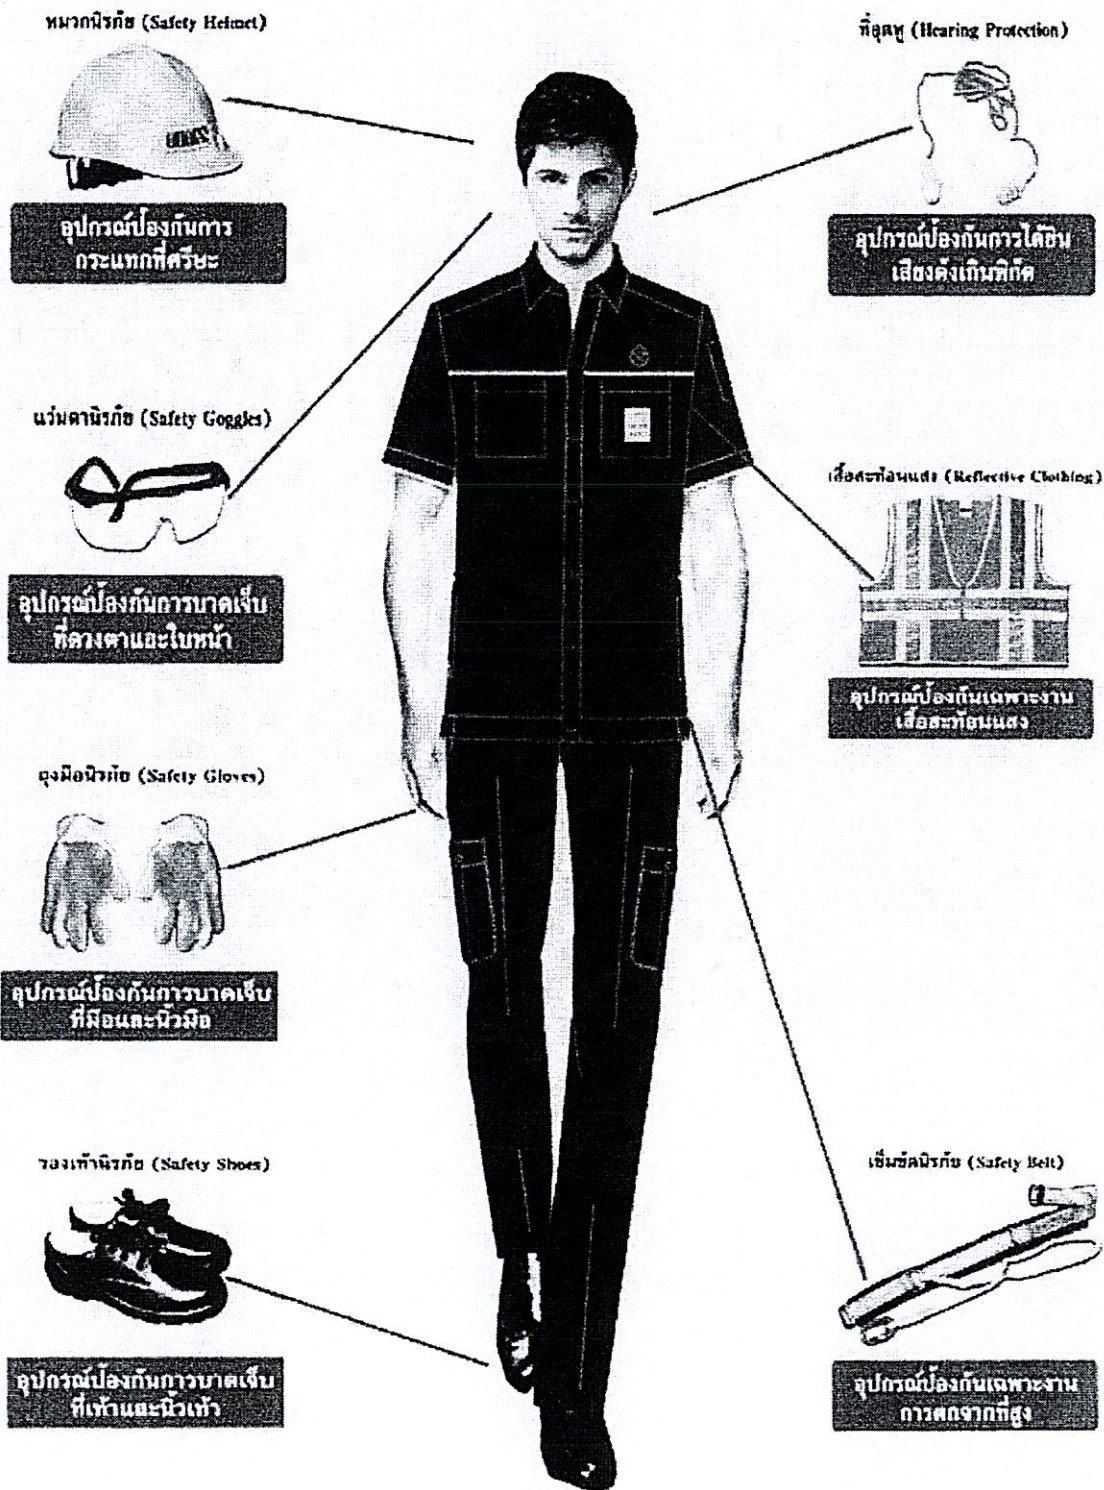 หมวกนิรภัย (Safety Helmet)
อุปกรณ์ป้องกันการ
กระแทกที่ศรีษะ
ที่อุดหู (Hearing Protection)
อุปกรณ์ป้องกันการได้ยิน
เสียงดังเกินพิกัด
แว่นตานิรภัย (Safety Goggles)
อุปกรณ์ป้องกันการบาดเจ็บ
ที่ดวงตาและใบหน้า
เสื้อสะท้อนแสง (Reflective Clothing)
อุปกรณ์ป้องกันเฉพาะงาน
เสื้อสะท้อนแสง
ถุงมือนิรภัย (Safety Gloves)
อุปกรณ์ป้องกันการบาดเจ็บ
ที่มือและนิ้วมือ
รองเท้านิรภัย (Safety Shoes)
อุปกรณ์ป้องกันการบาดเจ็บ
ที่เท้าและนิ้วเท้า
เข็มขัดนิรภัย (Safety Belt)
อุปกรณ์ป้องกันเฉพาะงาน
การตกจากที่สูง